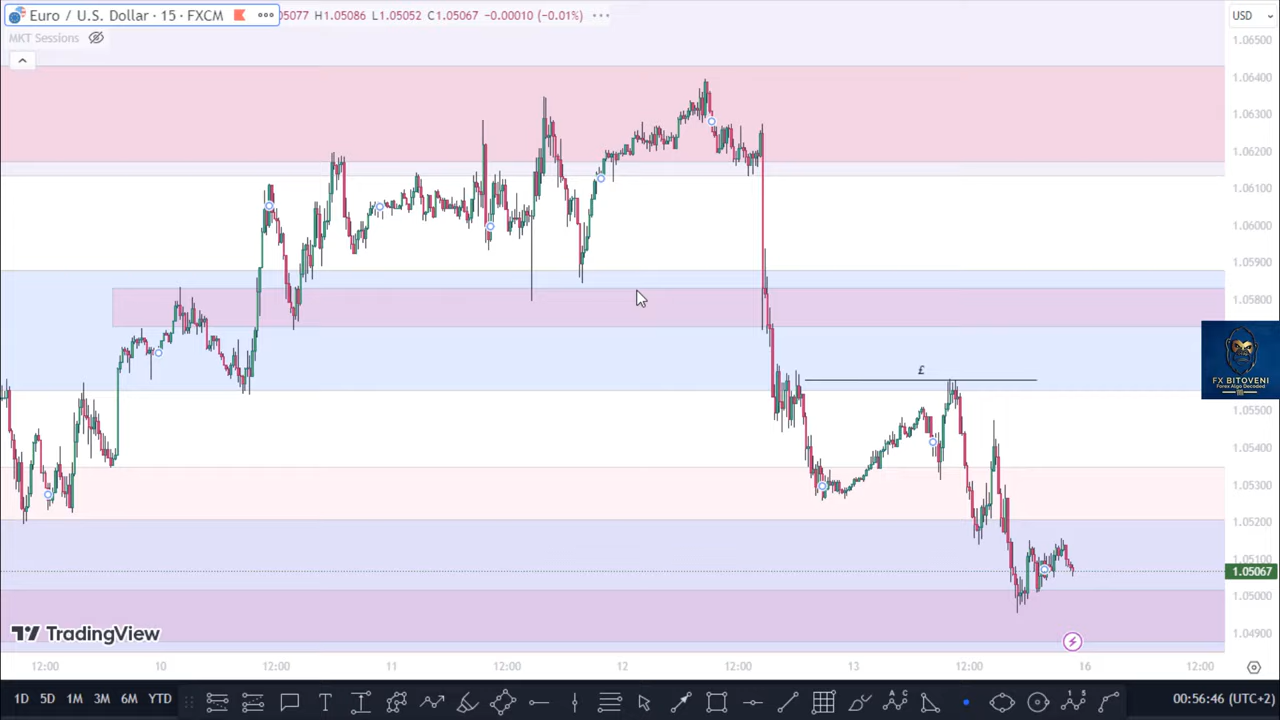 Euro / U.S. Dollar · 15 · FXCM ••• .05077 H1.05086 L1.05052 C1.05067 −0.00010 (−0.01%) •••
USD
MKT Sessions
1.06500
1.06400
1.06300
1.06200
1.06100
1.06000
1.05900
1.05800
FX BITOVENI
Forex Algo Decoded
£
1.05500
1.05400
1.05300
1.05200
1.05100
1.05067
1.05000
1.04900
TradingView
12:00 10 12:00 11 12:00 12 12:00 13 12:00 16 12:00
1D 5D 1M 3M 6M YTD 00:56:46 (UTC+2)